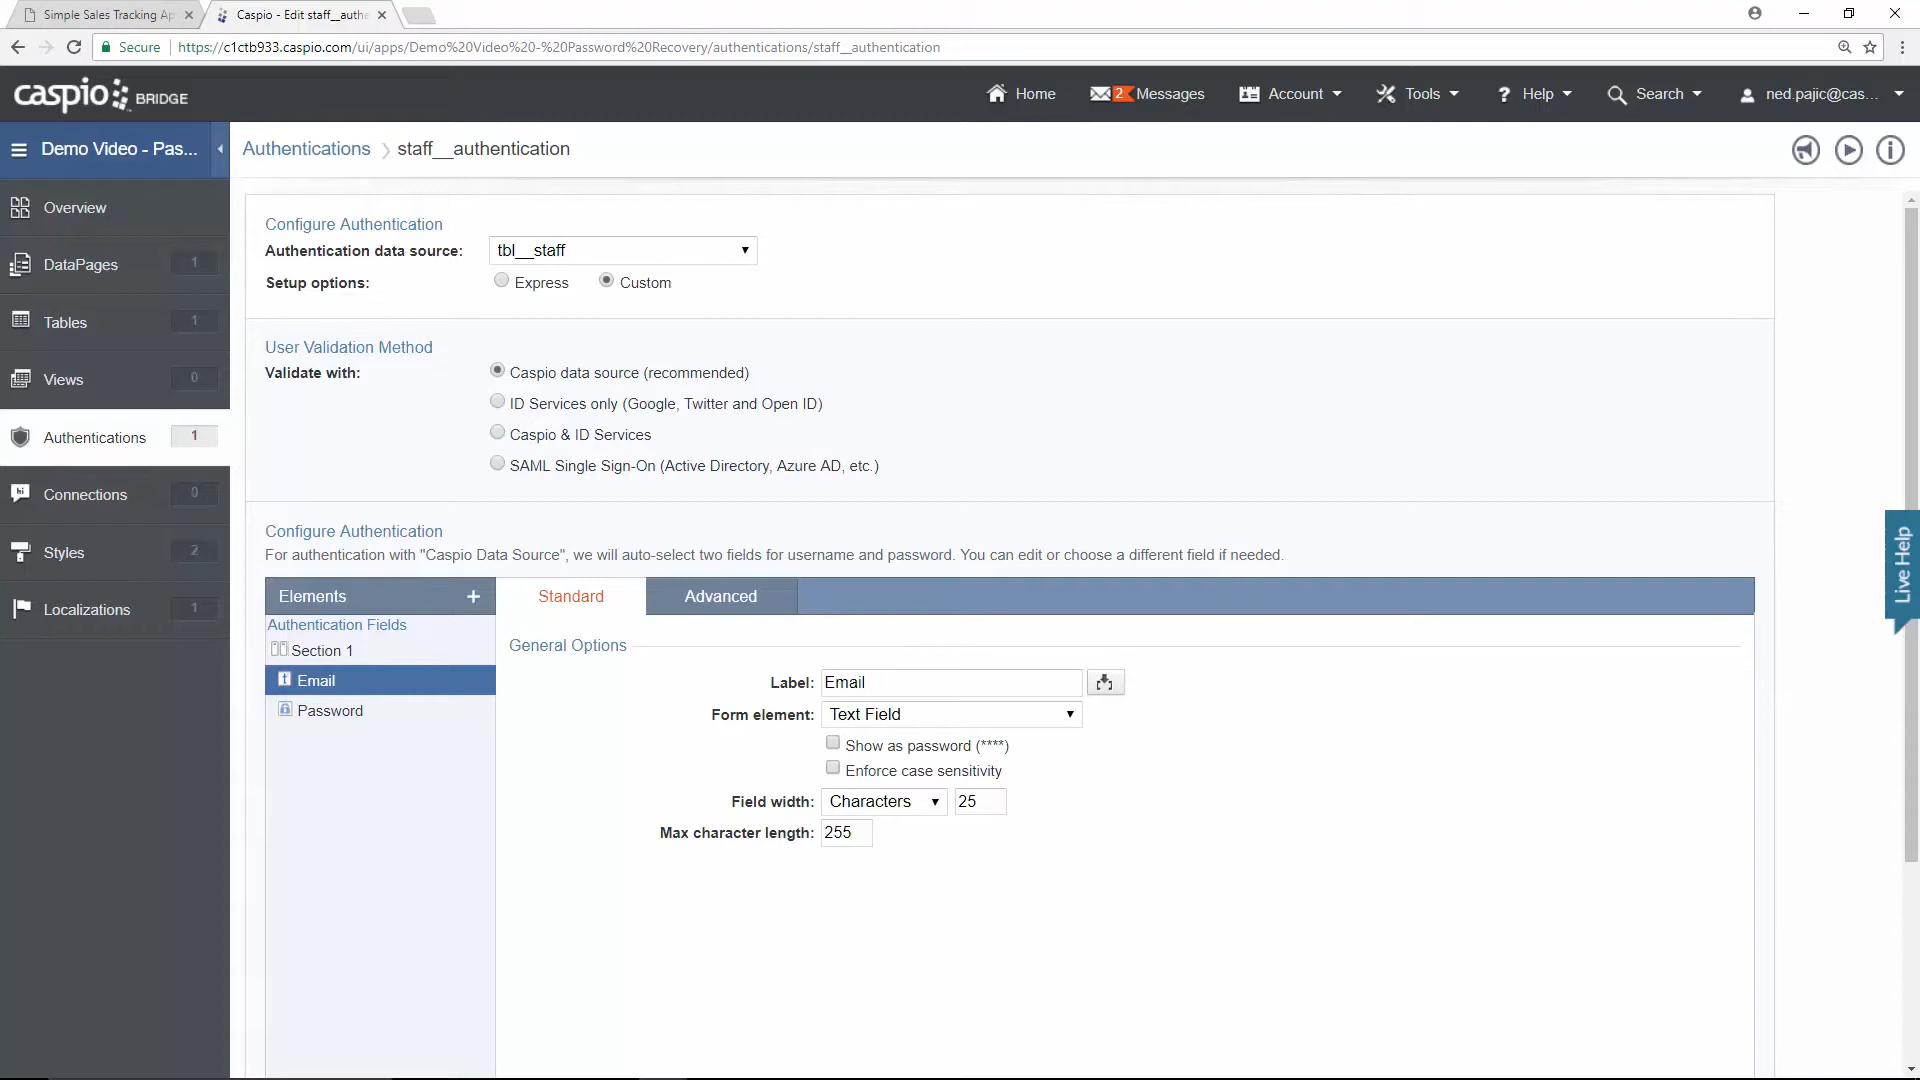 Simple Sales Tracking Ap
Caspio - Edit staff__authe
Secure
https://c1ctb933.caspio.com/ui/apps/Demo%20Video%20-%20Password%20Recovery/authentications/staff__authentication
caspio BRIDGE
Home
2 Messages
Account
Tools
? Help
Search
ned.pajic@cas...
Demo Video - Pas...
Authentications
staff__authentication
Overview
DataPages 1
Tables 1
Views 0
Authentications 1
Connections 0
Styles 2
Localizations 1
Configure Authentication
Authentication data source: tbl__staff
Setup options: Express Custom
User Validation Method
Validate with: Caspio data source (recommended)
ID Services only (Google, Twitter and Open ID)
Caspio & ID Services
SAML Single Sign-On (Active Directory, Azure AD, etc.)
Configure Authentication
For authentication with "Caspio Data Source", we will auto-select two fields for username and password. You can edit or choose a different field if needed.
Elements +
Standard
Advanced
Authentication Fields
Section 1
Email
Password
General Options
Label: Email
Form element: Text Field
Show as password (****)
Enforce case sensitivity
Field width: Characters 25
Max character length: 255
Live Help